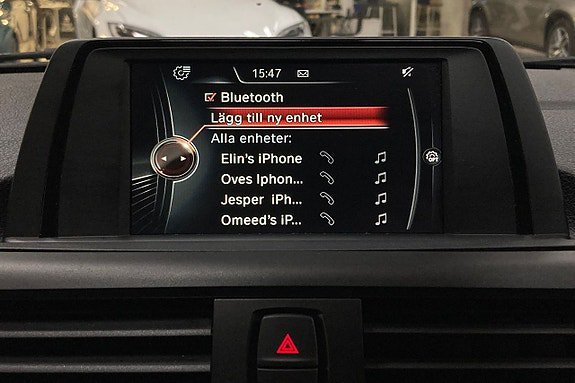 15:47
Bluetooth
Lägg till ny enhet
Alla enheter:
Elin's iPhone
Oves Iphon...
Jesper iPh...
Omeed's iP...